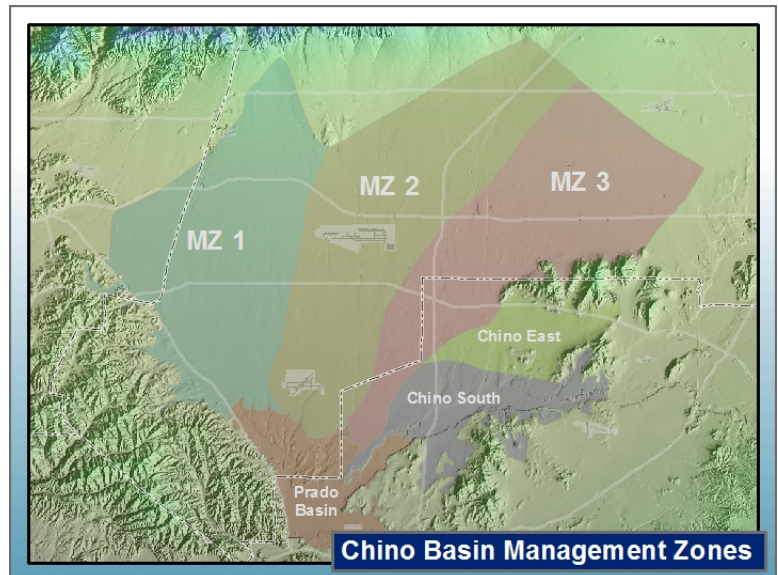 MZ 2
MZ 3
MZ 1
Chino East
Chino South
Prado
Basin
Chino Basin Management Zones